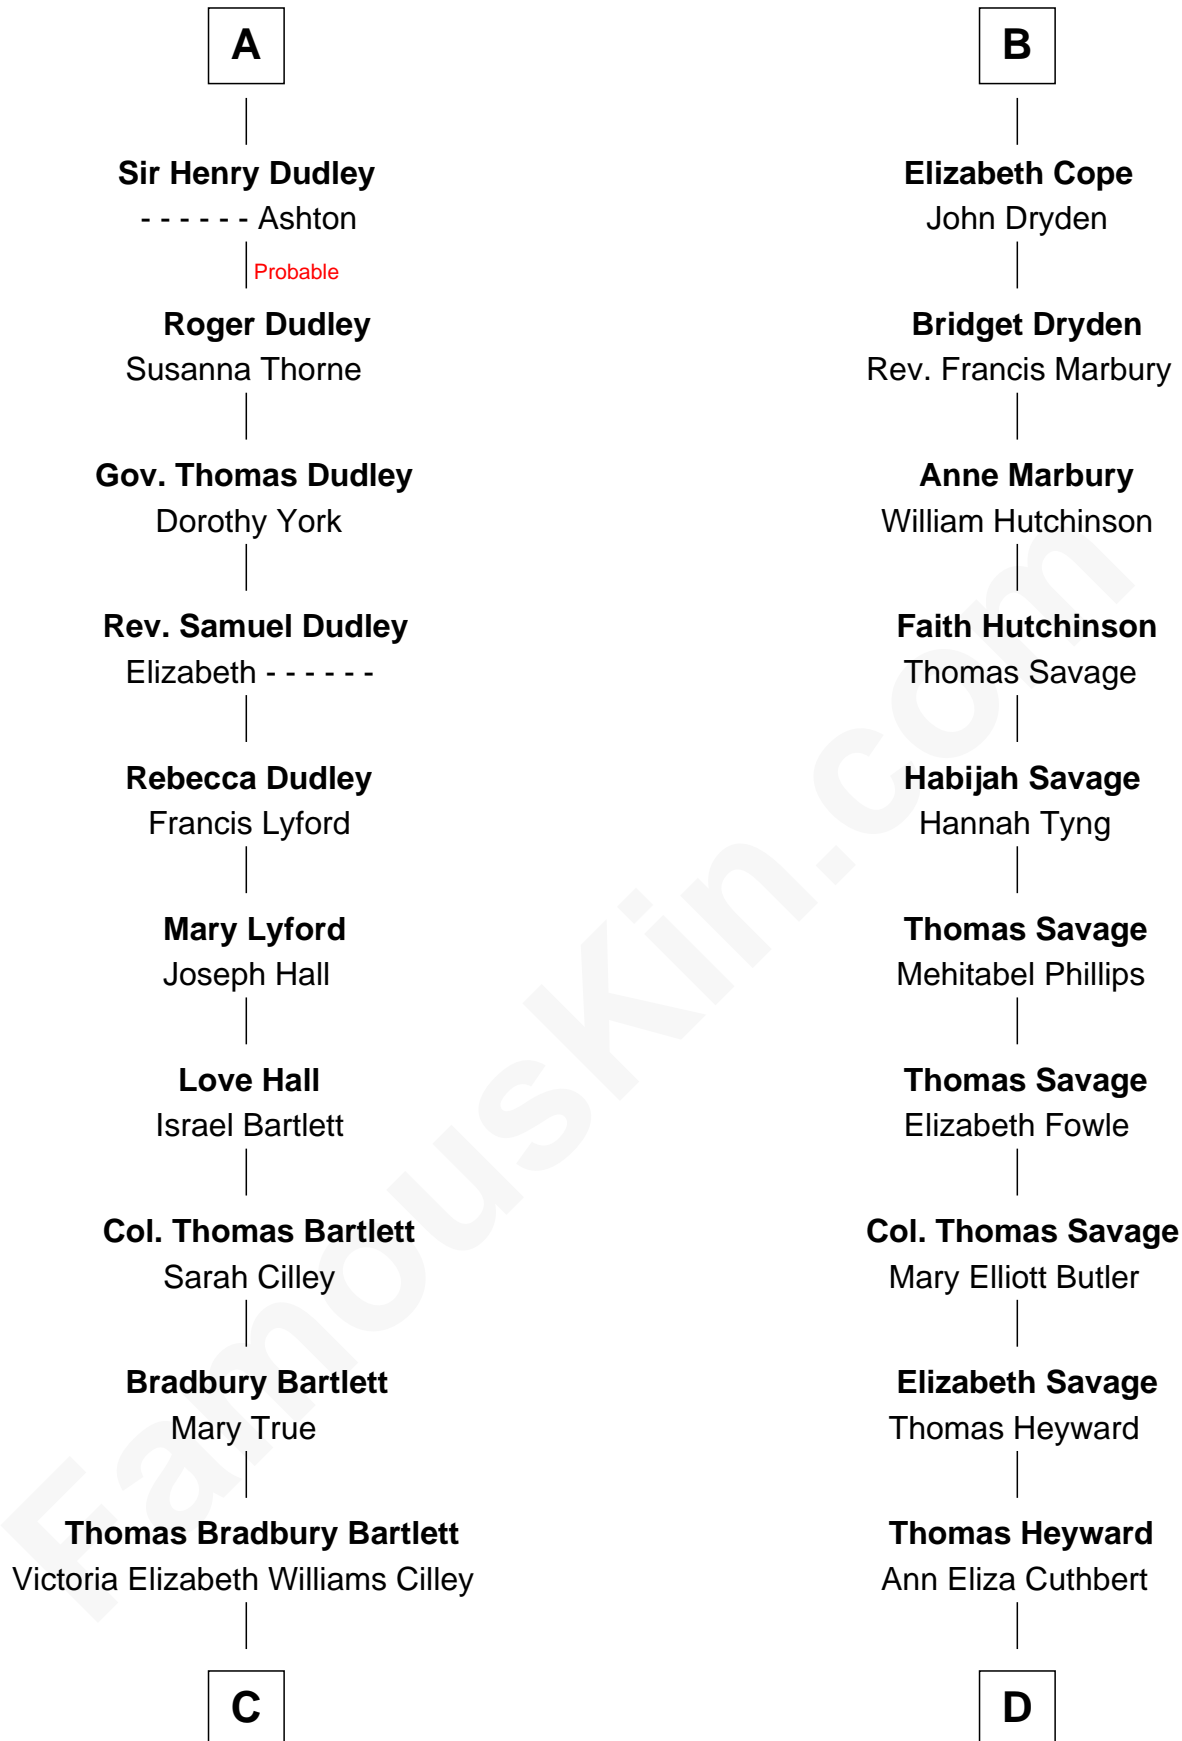 A
Sir Henry Dudley
- - - - - - Ashton
Probable
Roger Dudley
Susanna Thorne
Gov. Thomas Dudley
Dorothy York
Rev. Samuel Dudley
Elizabeth - - - - - -
Rebecca Dudley
Francis Lyford
Mary Lyford
Joseph Hall
Love Hall
Israel Bartlett
Col. Thomas Bartlett
Sarah Cilley
Bradbury Bartlett
Mary True
Thomas Bradbury Bartlett
Victoria Elizabeth Williams Cilley
C
B
Elizabeth Cope
John Dryden
Bridget Dryden
Rev. Francis Marbury
Anne Marbury
William Hutchinson
Faith Hutchinson
Thomas Savage
Habijah Savage
Hannah Tyng
Thomas Savage
Mehitabel Phillips
Thomas Savage
Elizabeth Fowle
Col. Thomas Savage
Mary Elliott Butler
Elizabeth Savage
Thomas Heyward
Thomas Heyward
Ann Eliza Cuthbert
D
FamousKin.com